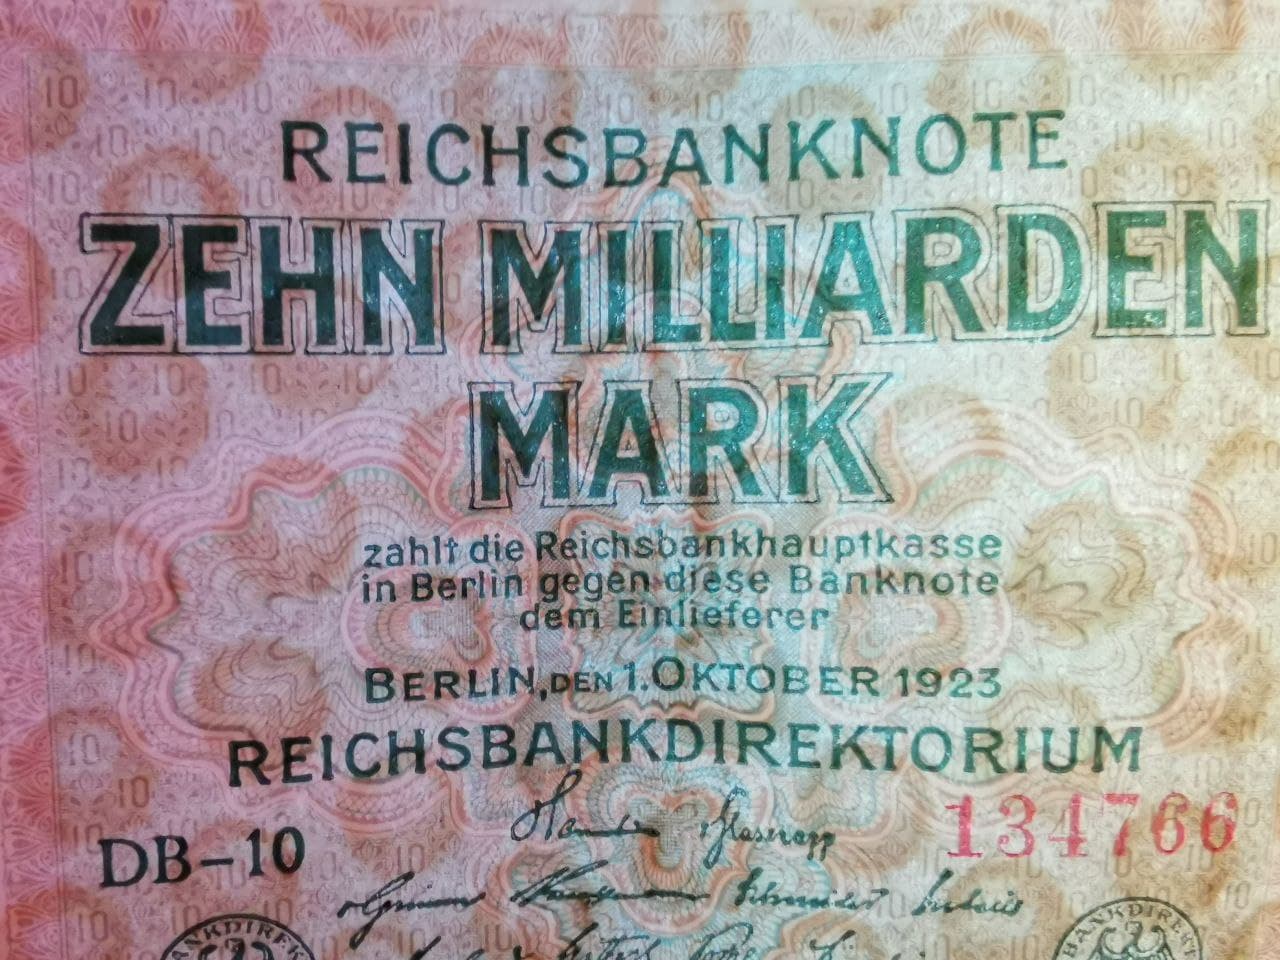 REICHSBANKNOTE
ZEHN MILLIARDEN
MARK
zahlt die Reichsbankhauptkasse
in Berlin gegen diese Banknote
dem Einlieferer
BERLIN, DEN 1. OKTOBER 1923
REICHSBANKDIREKTORIUM
134766
DB-10